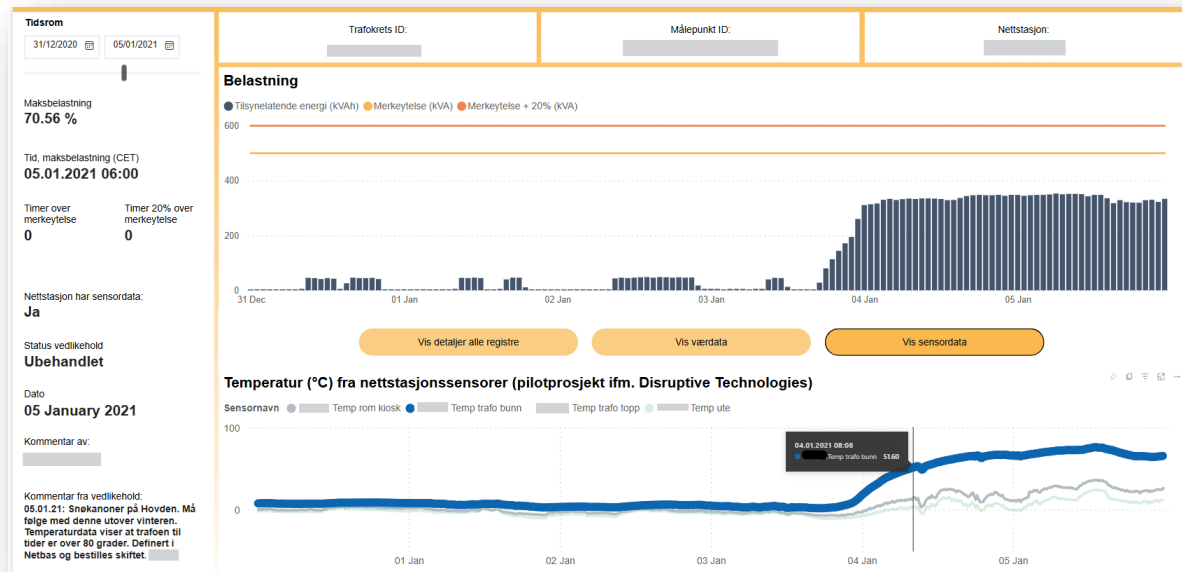 Tidsrom
31/12/2020
05/01/2021
Maksbelastning
70.56 %
Tid, maksbelastning (CET)
05.01.2021 06:00
Timer over
merkeytelse
0
Timer 20% over
merkeytelse
0
Nettstasjon har sensordata:
Ja
Status vedlikehold
Ubehandlet
Dato
05 January 2021
Kommentar av:
Kommentar fra vedlikehold:
05.01.21: Snøkanoner på Hovden. Må
følge med denne utover vinteren.
Temperaturdata viser at trafoen til
tider er over 80 grader. Definert i
Netbas og bestilles skiftet.
Trafokrets ID:
Målepunkt ID:
Nettstasjon:
Belastning
Tilsynelatende energi (kVAh) Merkeytelse (kVA) Merkeytelse + 20% (kVA)
600
400
200
0
31 Dec 01 Jan 02 Jan 03 Jan 04 Jan 05 Jan
Vis detaljer alle registre
Vis værdata
Vis sensordata
Temperatur (°C) fra nettstasjonssensorer (pilotprosjekt ifm. Disruptive Technologies)
Sensornavn Temp rom kiosk Temp trafo bunn Temp trafo topp Temp ute
100
04.01.2021 08:08
Temp trafo bunn 51.60
0
01 Jan 02 Jan 03 Jan 04 Jan 05 Jan